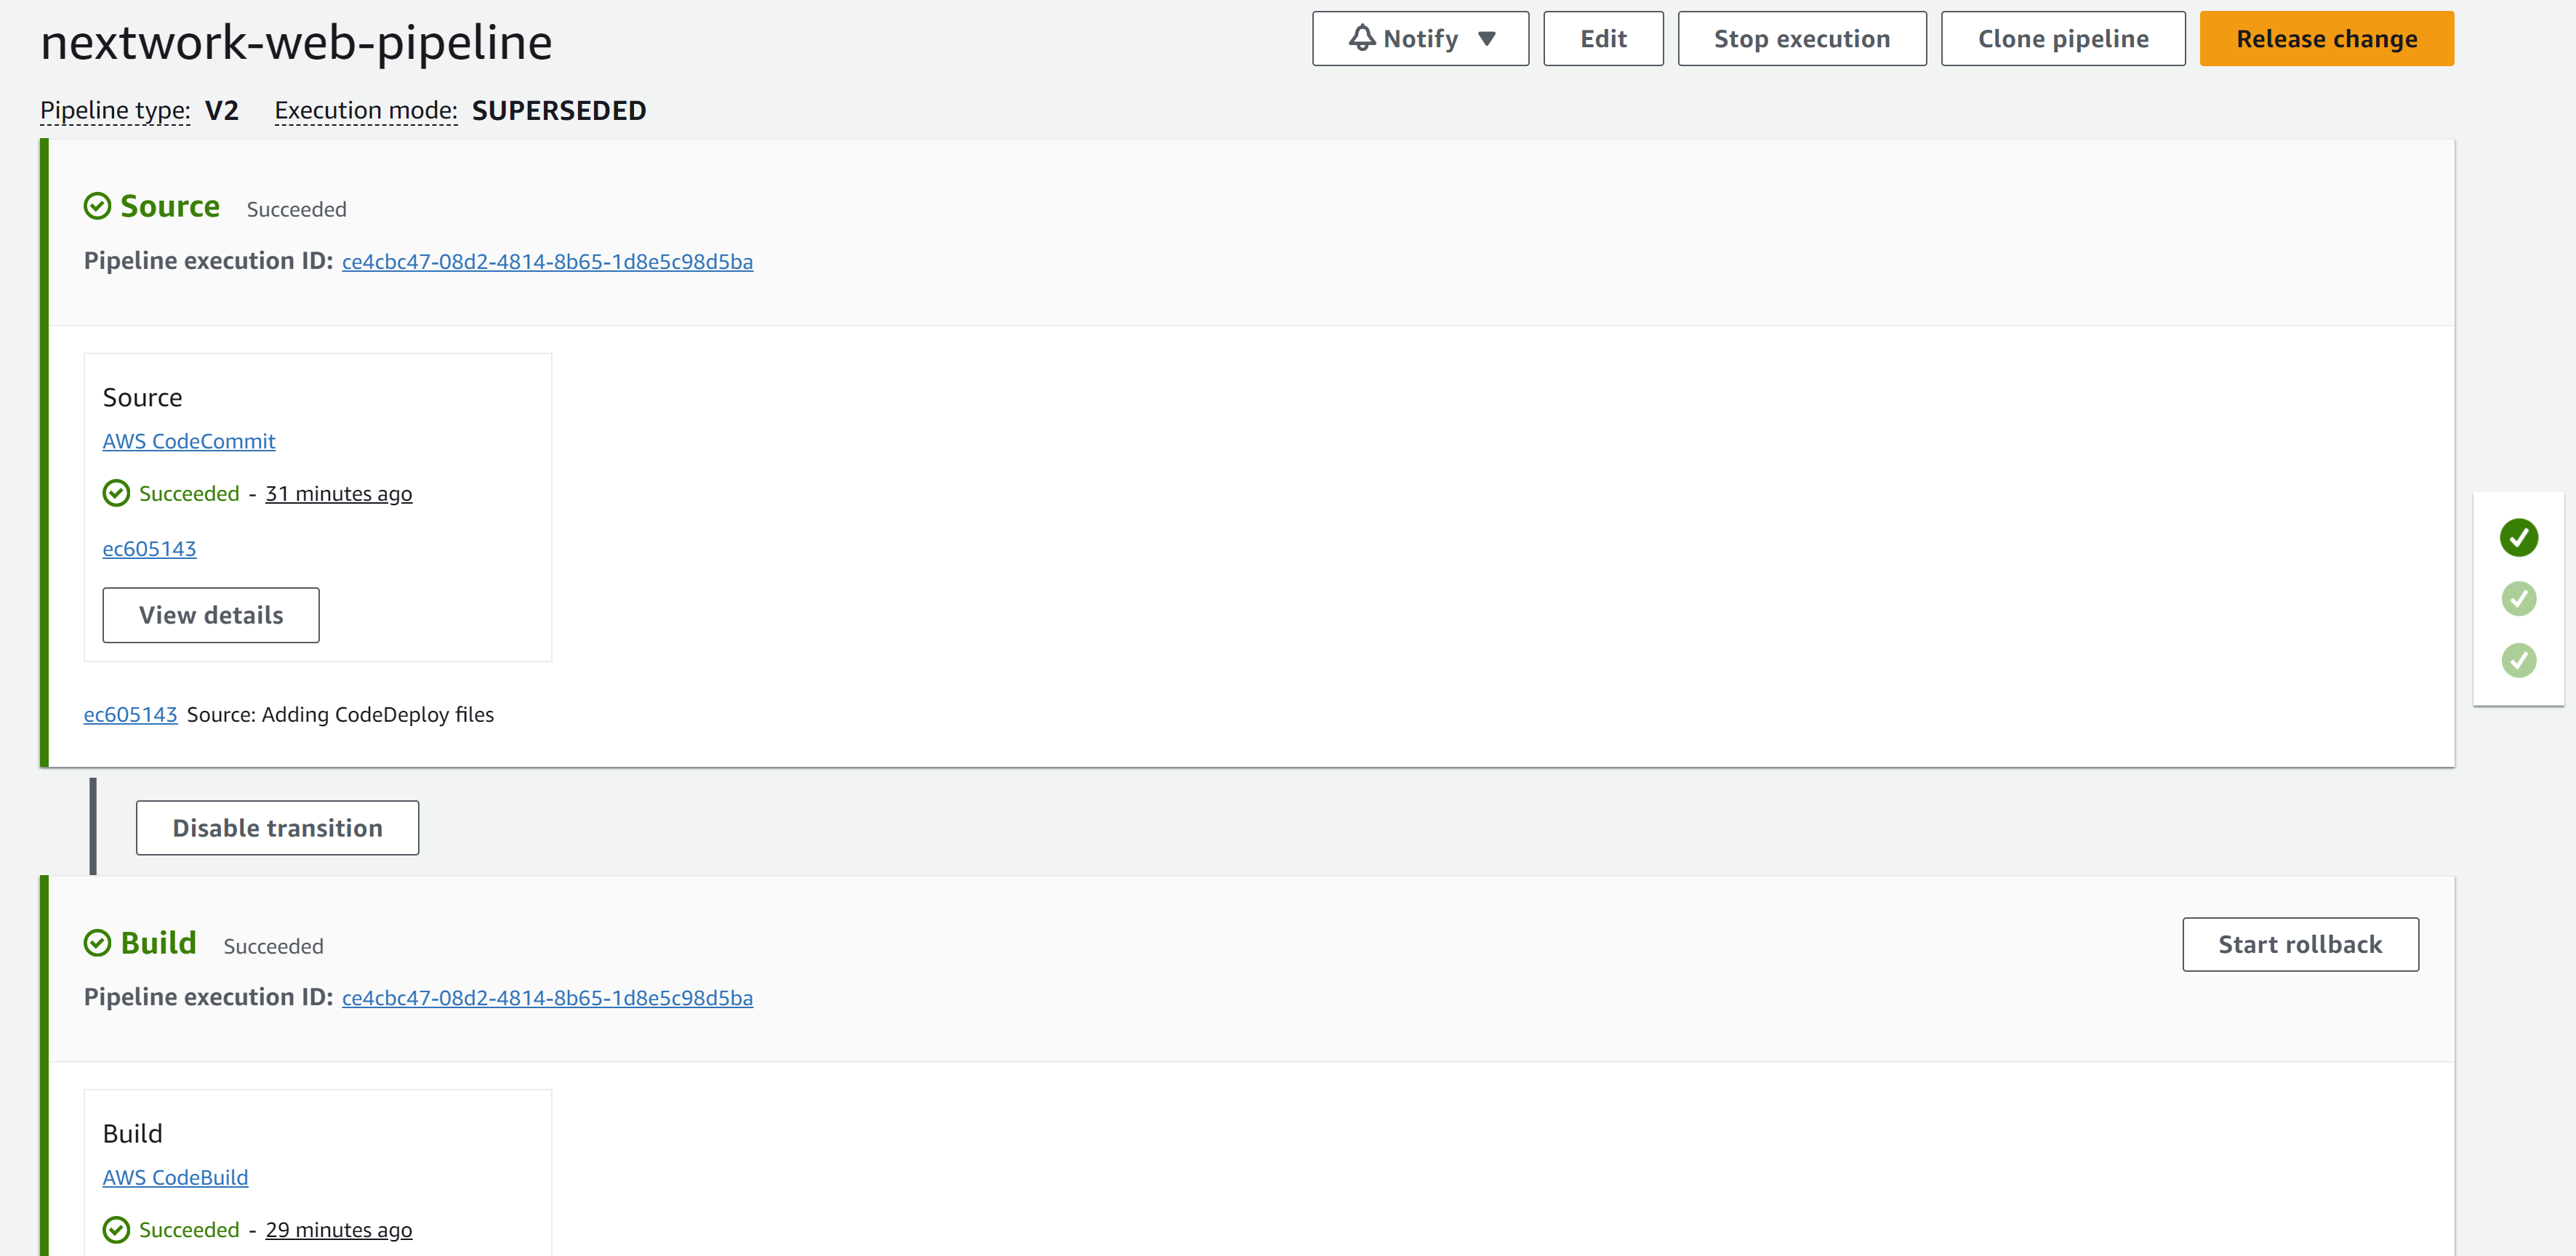 nextwork-web-pipeline
Notify
Edit
Stop execution
Clone pipeline
Release change
Pipeline type: V2 Execution mode: SUPERSEDED
Source Succeeded
Pipeline execution ID: ce4cbc47-08d2-4814-8b65-1d8e5c98d5ba
Source
AWS CodeCommit
Succeeded - 31 minutes ago
ec605143
View details
ec605143 Source: Adding CodeDeploy files
Disable transition
Build Succeeded
Start rollback
Pipeline execution ID: ce4cbc47-08d2-4814-8b65-1d8e5c98d5ba
Build
AWS CodeBuild
Succeeded - 29 minutes ago